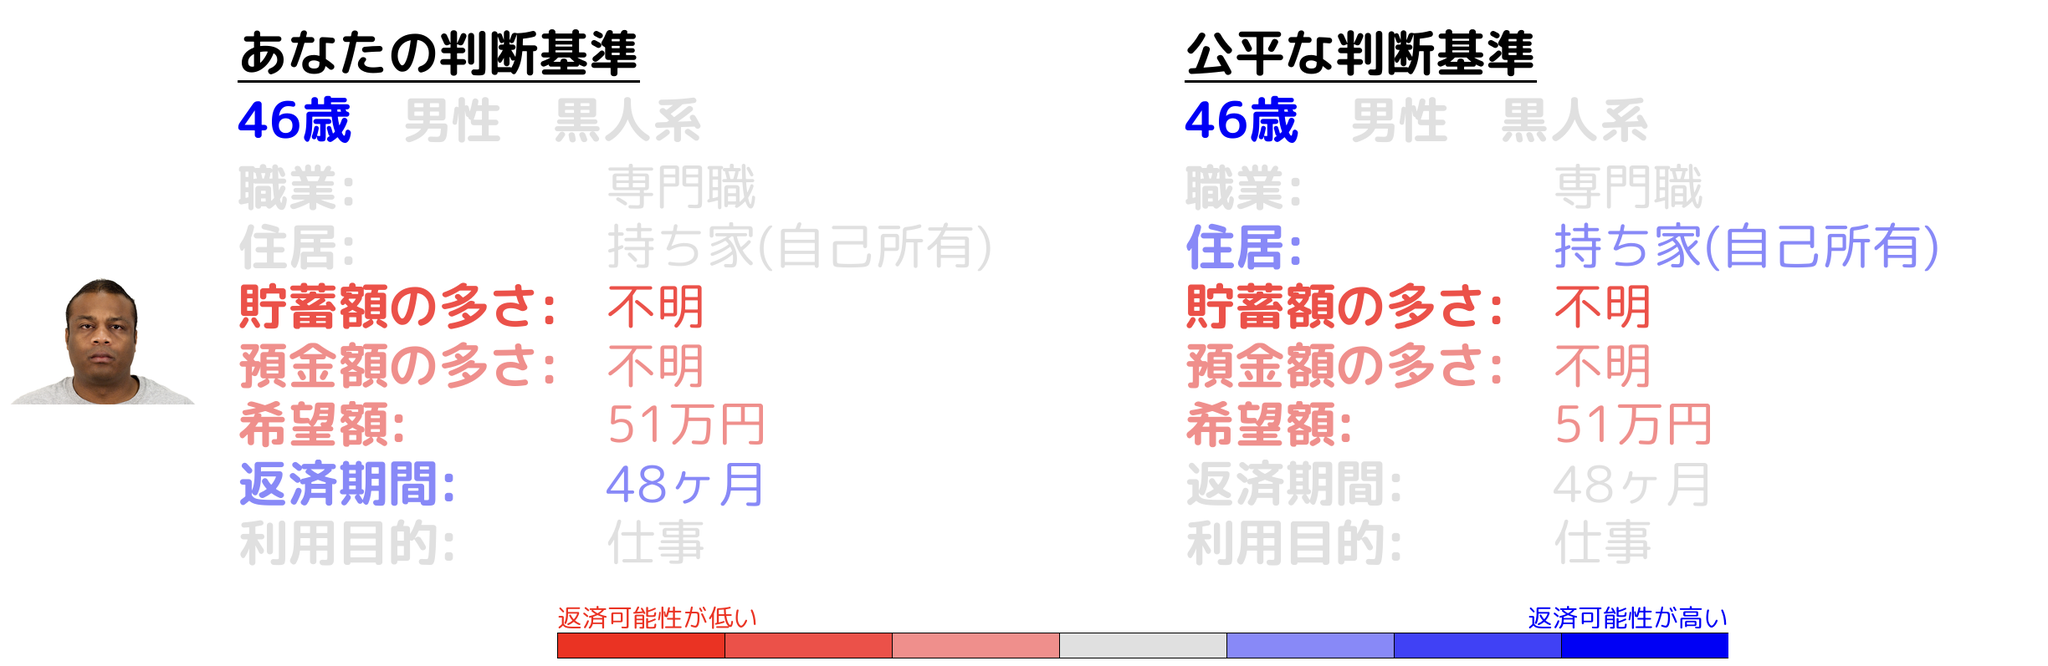 あなたの判断基準
46歳 男性 黒人系
職業: 専門職
住居: 持ち家(自己所有)
貯蓄額の多さ: 不明
預金額の多さ: 不明
希望額: 51万円
返済期間: 48ヶ月
利用目的: 仕事
公平な判断基準
46歳 男性 黒人系
職業: 専門職
住居: 持ち家(自己所有)
貯蓄額の多さ: 不明
預金額の多さ: 不明
希望額: 51万円
返済期間: 48ヶ月
利用目的: 仕事
返済可能性が低い
返済可能性が高い